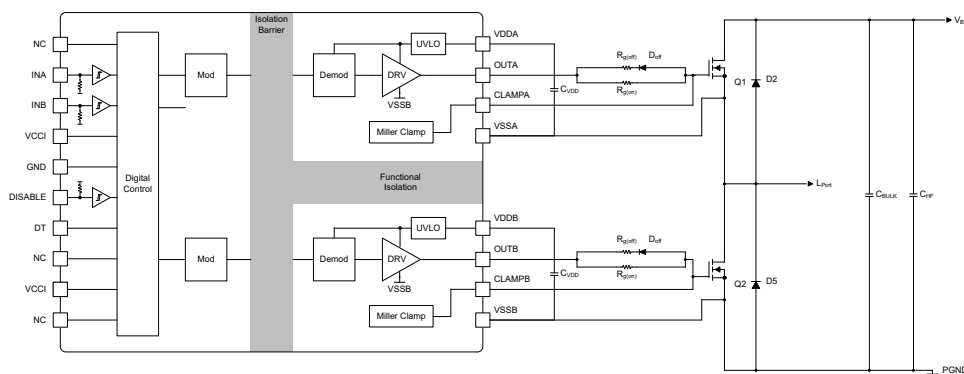 Isolation
Barrier
NC
INA
INB
VCCI
GND
DISABLE
DT
NC
VCCI
NC
Digital
Control
Mod
Demod
UVLO
DRV
VSSB
Miller Clamp
VDDA
OUTA
CLAMPA
VSSA
Functional
Isolation
Mod
Demod
UVLO
DRV
VSSB
Miller Clamp
VDDB
OUTB
CLAMPB
VSSB
CVDD
Rg(off) Doff
Rg(on)
Q1
D2
CVDD
Rg(off) Doff
Rg(on)
Q2
D5
LPort
CBULK
CHF
VB
PGND